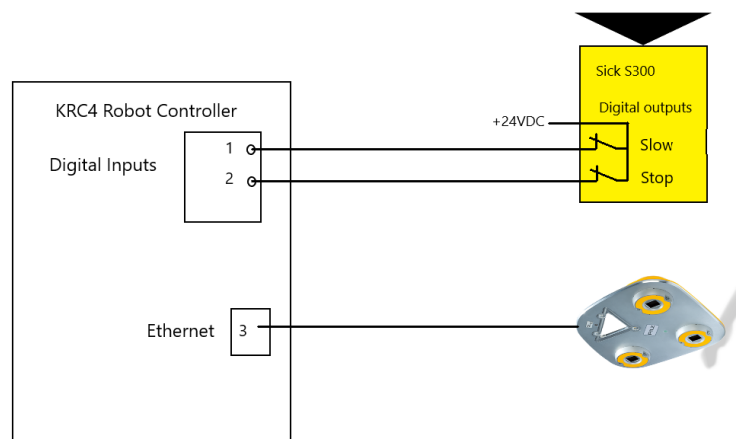 Sick S300
KRC4 Robot Controller
Digital outputs
+24VDC
Digital Inputs
1
Slow
2
Stop
Ethernet
3